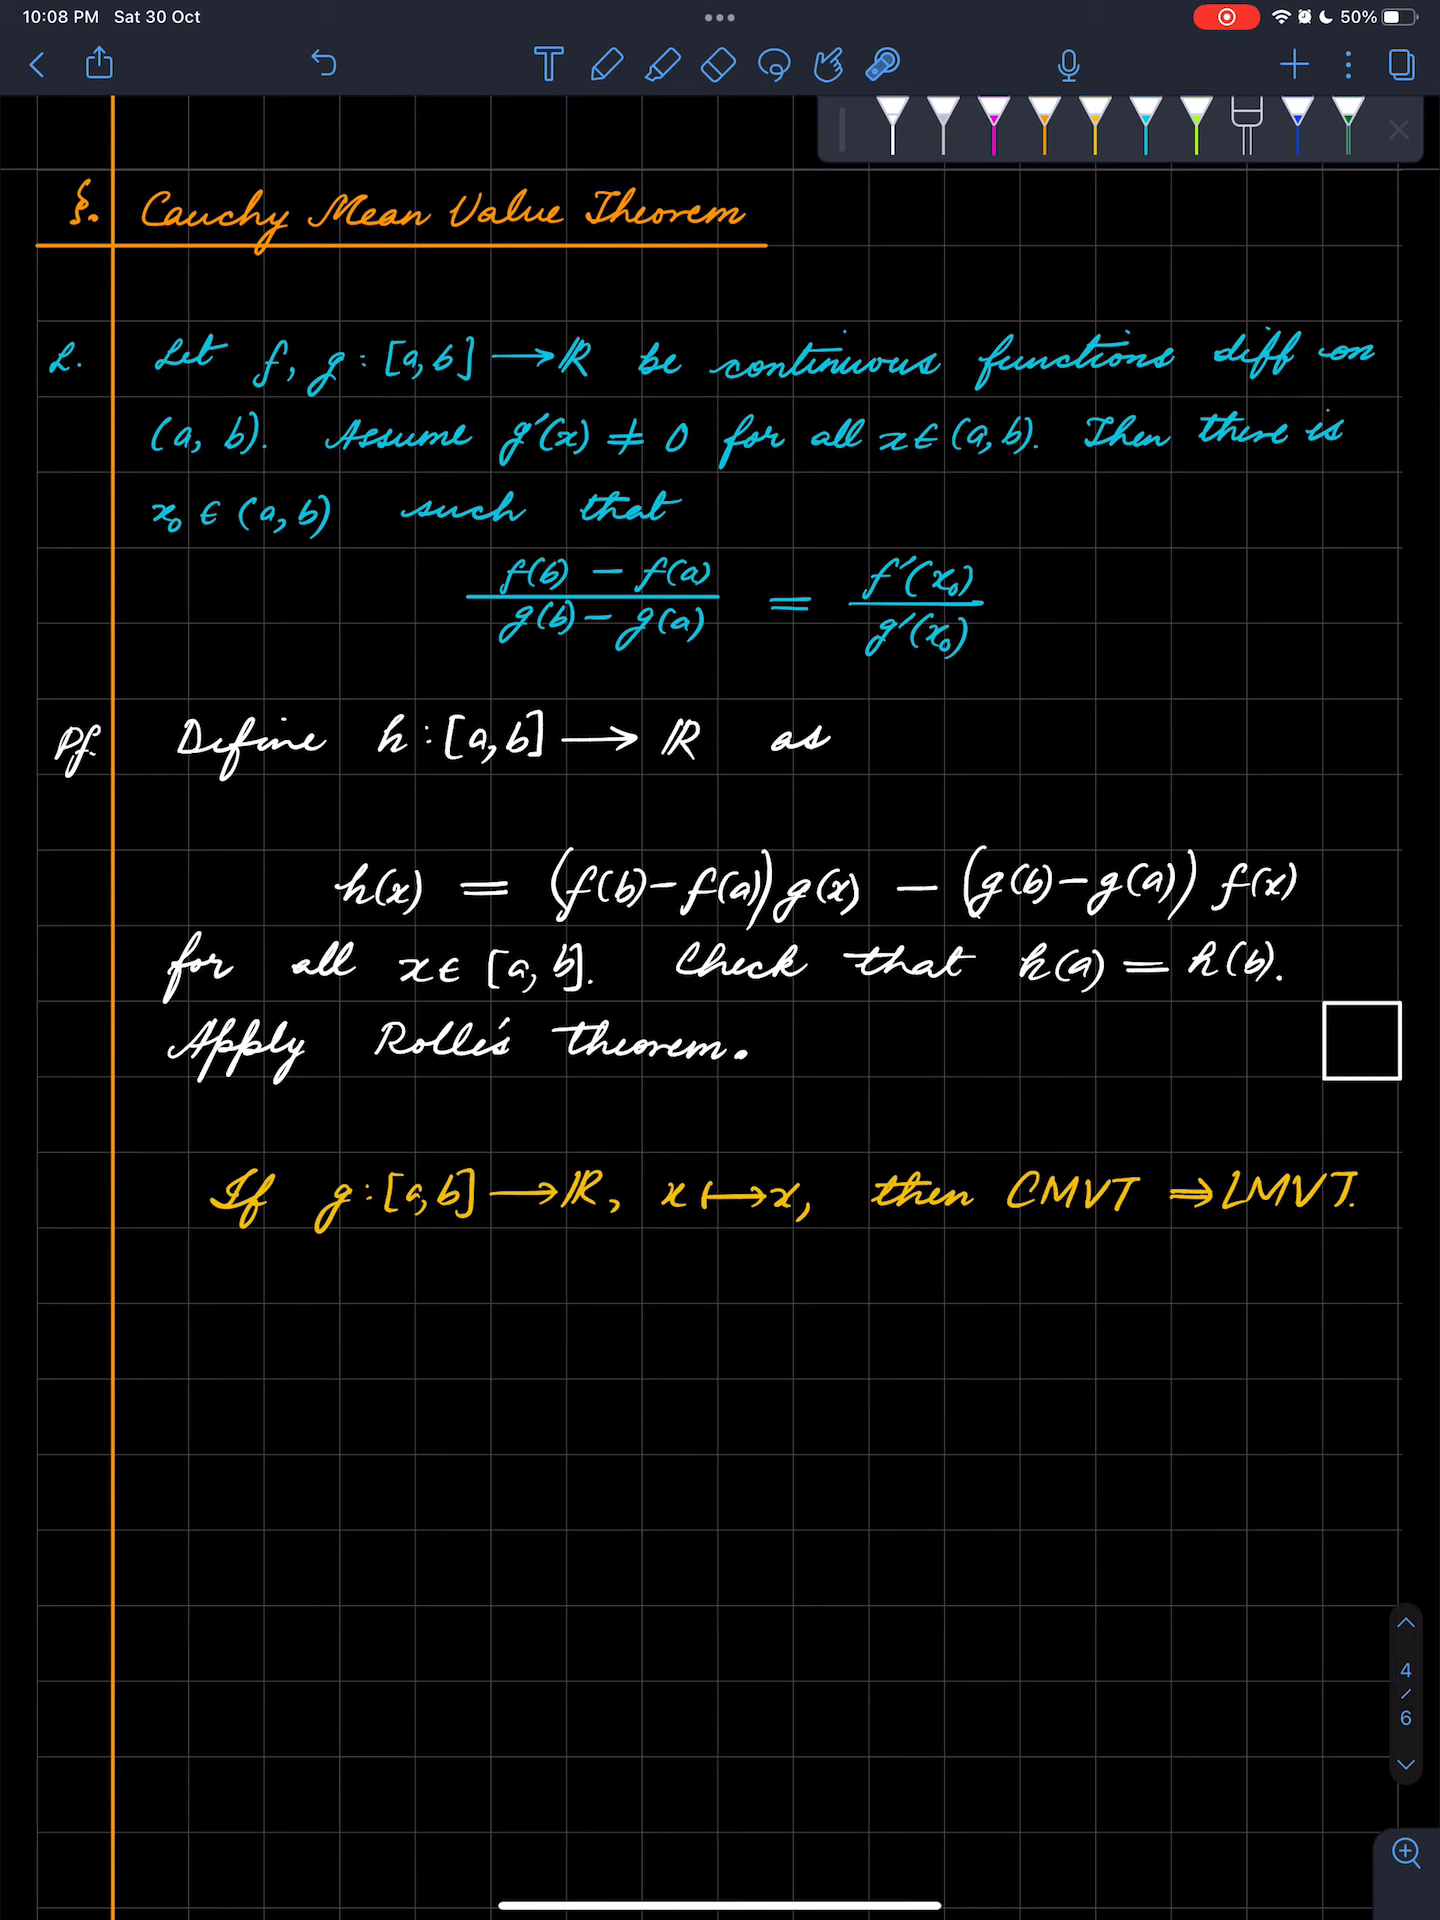 10:08 PM Sat 30 Oct
50%
§. Cauchy Mean Value Theorem
L. Let f, g : [a,b] → ℝ be continuous functions diff on
(a, b). Assume g'(x) ≠ 0 for all x ∈ (a,b). Then there is
x₀ ∈ (a, b) such that
f(b) − f(a) / g(b) − g(a) = f'(x₀) / g'(x₀)
Pf. Define h : [a,b] → ℝ as
h(x) = (f(b)−f(a)) g(x) − (g(b)−g(a)) f(x)
for all x ∈ [a, b]. Check that h(a) = h(b).
Apply Rolle's theorem.
If g : [a,b] → ℝ, x ↦ x, then CMVT ⇒ LMVT.
4
/
6